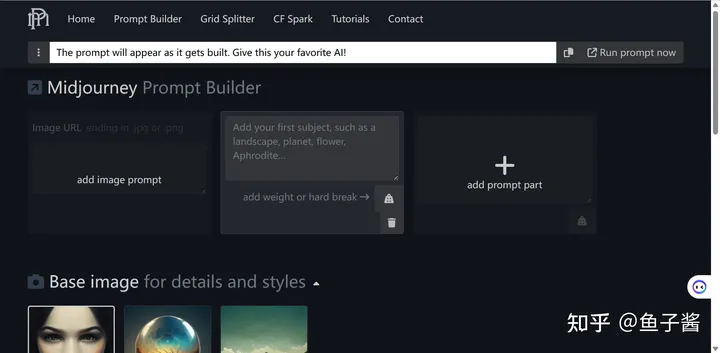 Home Prompt Builder Grid Splitter CF Spark Tutorials Contact
The prompt will appear as it gets built. Give this your favorite AI! Run prompt now
Midjourney Prompt Builder
Image URL ending in .jpg or .png
add image prompt
Add your first subject, such as a
landscape, planet, flower,
Aphrodite...
add weight or hard break →
add prompt part
Base image for details and styles
知乎 @鱼子酱